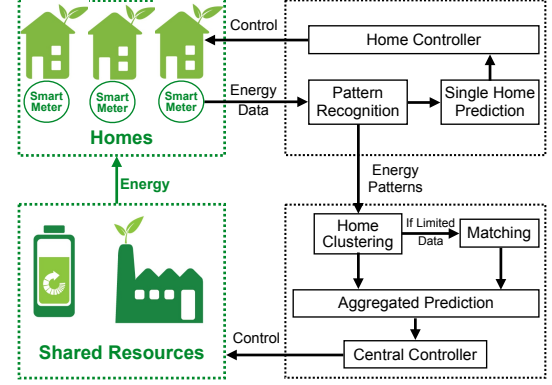 Control
Home Controller
Smart
Meter
Smart
Meter
Smart
Meter
Energy
Data
Pattern
Recognition
Single Home
Prediction
Homes
Energy
Patterns
Energy
Home
Clustering
If Limited
Data
Matching
Aggregated Prediction
Control
Shared Resources
Central Controller